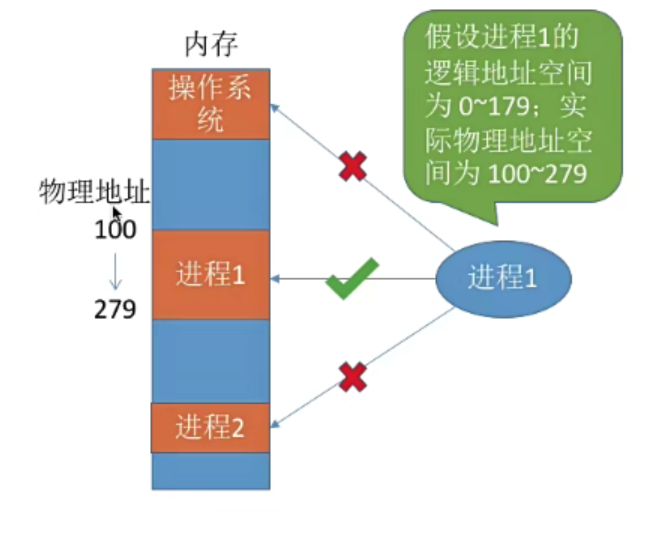 内存
操作系
统
物理地址
100
279
进程1
进程2
假设进程1的
逻辑地址空间
为 0~179；实
际物理地址空
间为 100~279
进程1